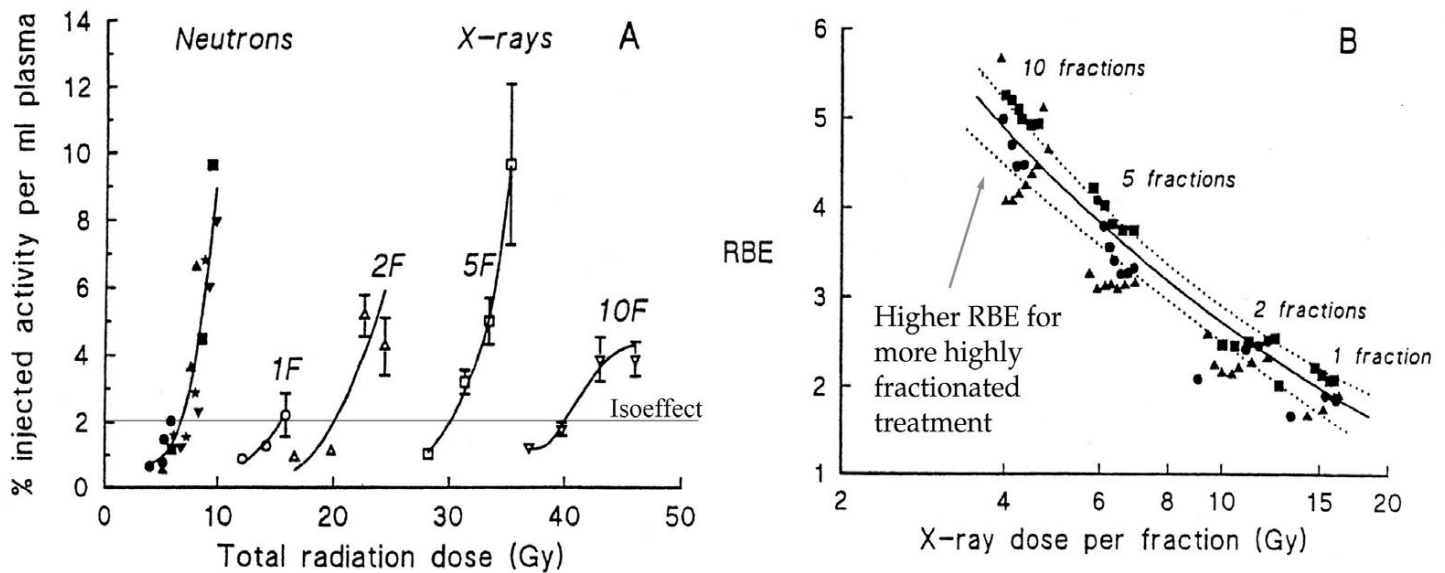 Neutrons
X-rays
A
% injected activity per ml plasma
14
12
10
8
6
4
2
0
1F
2F
5F
10F
Isoeffect
0
10
20
30
40
50
Total radiation dose (Gy)
B
RBE
6
5
4
3
2
1
10 fractions
5 fractions
2 fractions
1 fraction
Higher RBE for
more highly
fractionated
treatment
2
4
6
8
10
15
20
X-ray dose per fraction (Gy)